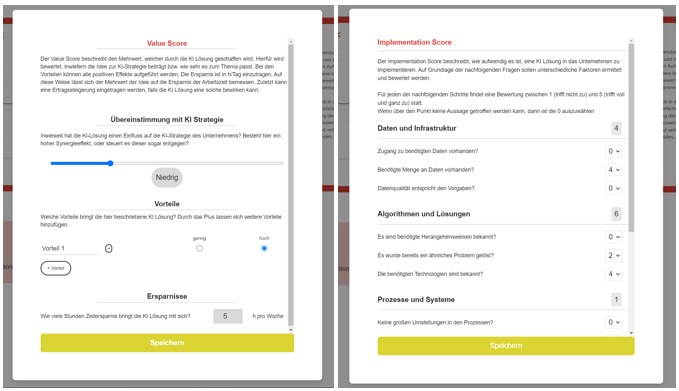 Value Score
Der Value Score beschreibt den Mehrwert, welcher durch die KI Lösung geschaffen wird. Hierfür wird
bewertet, inwiefern die Idee zur KI-Strategie beiträgt bzw. wie sehr es zum Thema passt. Bei den
Vorteilen können alle positiven Effekte aufgeführt werden. Die Ersparnis ist in h/Tag einzutragen. Auf
diese Weise lässt sich der Mehrwert der Idee auf die Ersparnis der Arbeitszeit bemessen. Zuletzt kann
eine Ertragssteigerung eingetragen werden, falls die KI Lösung eine solche bewirken kann.
Übereinstimmung mit KI Strategie
Inwieweit hat die KI-Lösung einen Einfluss auf die KI-Strategie des Unternehmens? Besteht hier ein
hoher Synergieeffekt, oder steuert es dieser sogar entgegen?
Niedrig
Vorteile
Welche Vorteile bringt die hier beschriebene KI Lösung? Durch das Plus lassen sich weitere Vorteile
hinzufügen.
gering hoch
Vorteil 1 -
+ Vorteil
Ersparnisse
Wie viele Stunden Zeitersparnis bringt die KI Lösung mit sich? 5 h pro Woche
Speichern
Implementation Score
Der Implementation Score beschreibt, wie aufwendig es ist, eine KI Lösung in das Unternehmen zu
implementieren. Auf Grundlage der nachfolgenden Fragen sollen unterschiedliche Faktoren ermittelt
und bewertet werden.
Für jeden der nachfolgenden Schritte findet eine Bewertung zwischen 1 (trifft nicht zu) und 5 (trifft voll
und ganz zu) statt.
Wenn über den Punkt keine Aussage getroffen werden kann, dann ist die 0 auszuwählen
Daten und Infrastruktur 4
Zugang zu benötigten Daten vorhanden? 0
Benötigte Menge an Daten vorhanden? 4
Datenqualität entspricht den Vorgaben? 0
Algorithmen und Lösungen 6
Es sind benötigte Herangehensweisen bekannt? 0
Es wurde bereits ein ähnliches Problem gelöst? 2
Die benötigten Technologien sind bekannt? 4
Prozesse und Systeme 1
Keine großen Umstellungen in den Prozessen? 0
Speichern